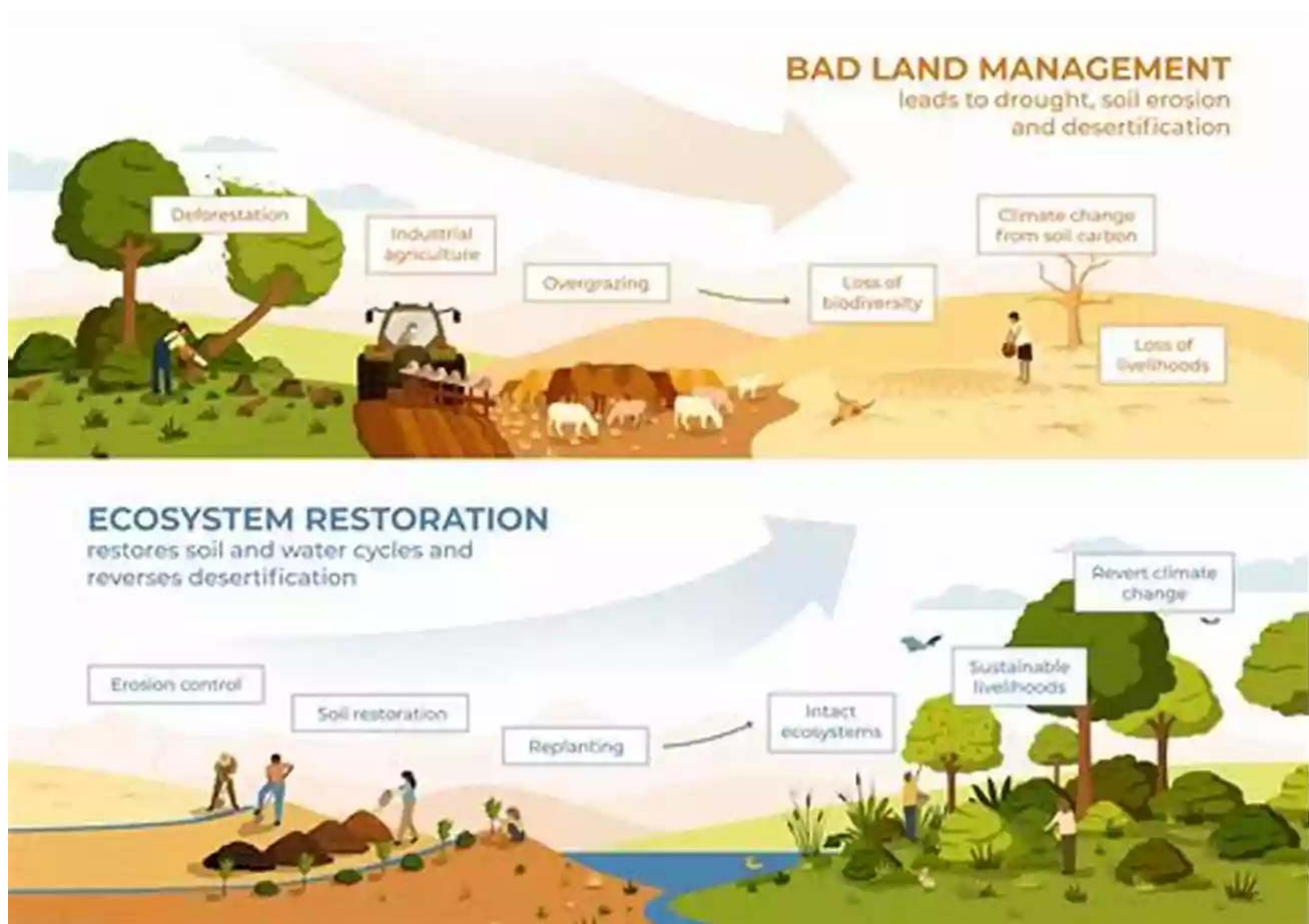 BAD LAND MANAGEMENT
leads to drought, soil erosion
and desertification
Deforestation
Industrial
agriculture
Overgrazing
Loss of
biodiversity
Climate change
from soil carbon
Loss of
livelihoods
ECOSYSTEM RESTORATION
restores soil and water cycles and
reverses desertification
Erosion control
Soil restoration
Replanting
Intact
ecosystems
Sustainable
livelihoods
Revert climate
change